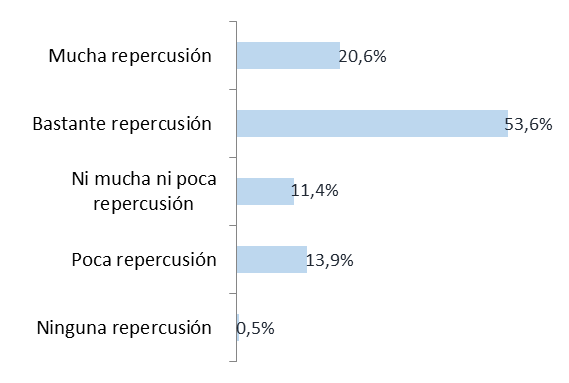 Mucha repercusión 20,6%
Bastante repercusión 53,6%
Ni mucha ni poca
repercusión 11,4%
Poca repercusión 13,9%
Ninguna repercusión 0,5%